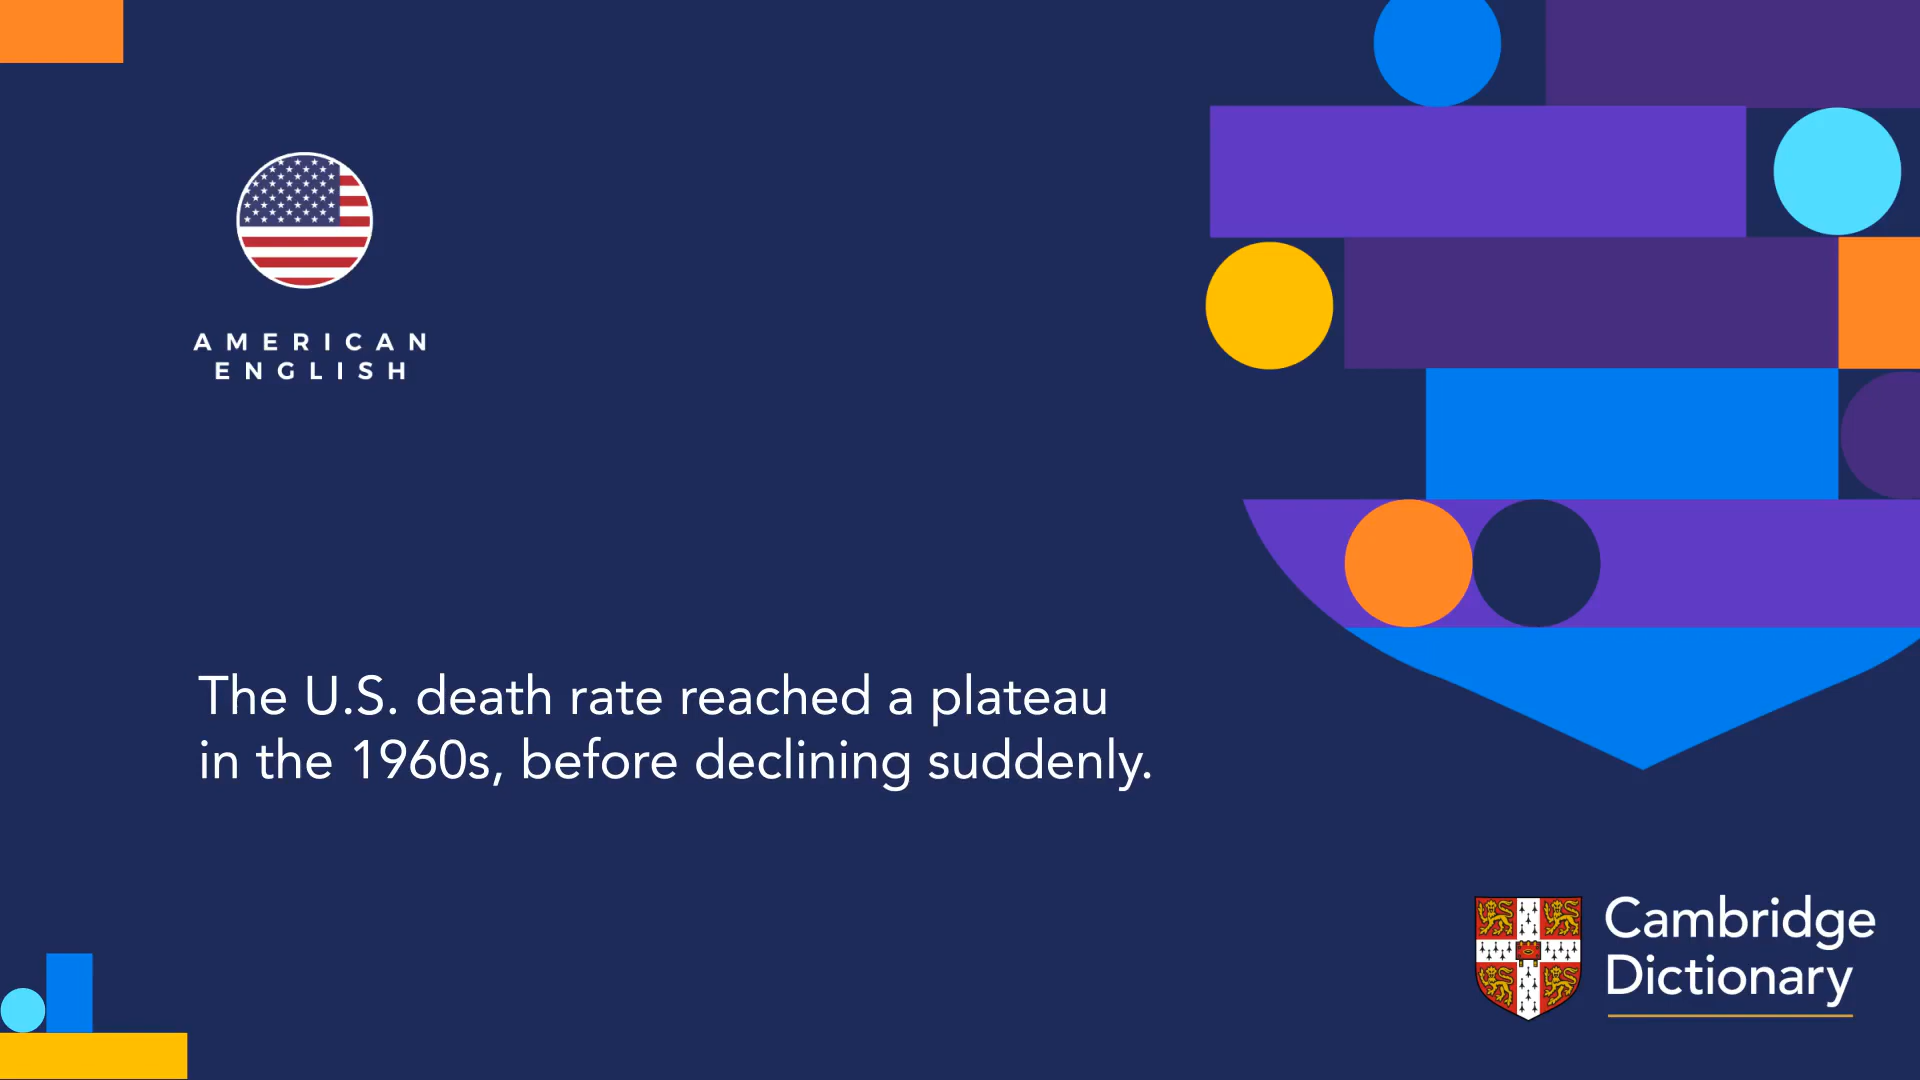 AMERICAN
ENGLISH
The U.S. death rate reached a plateau
in the 1960s, before declining suddenly.
Cambridge
Dictionary